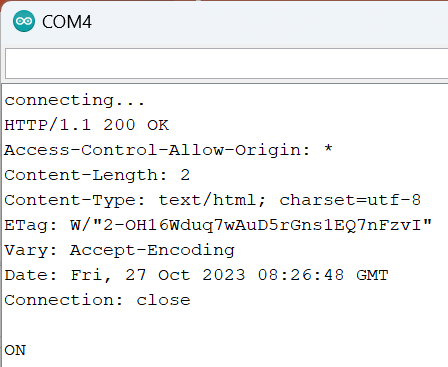 COM4
connecting...
HTTP/1.1 200 OK
Access-Control-Allow-Origin: *
Content-Length: 2
Content-Type: text/html; charset=utf-8
ETag: W/"2-OH16Wduq7wAuD5rGns1EQ7nFzvI"
Vary: Accept-Encoding
Date: Fri, 27 Oct 2023 08:26:48 GMT
Connection: close
ON